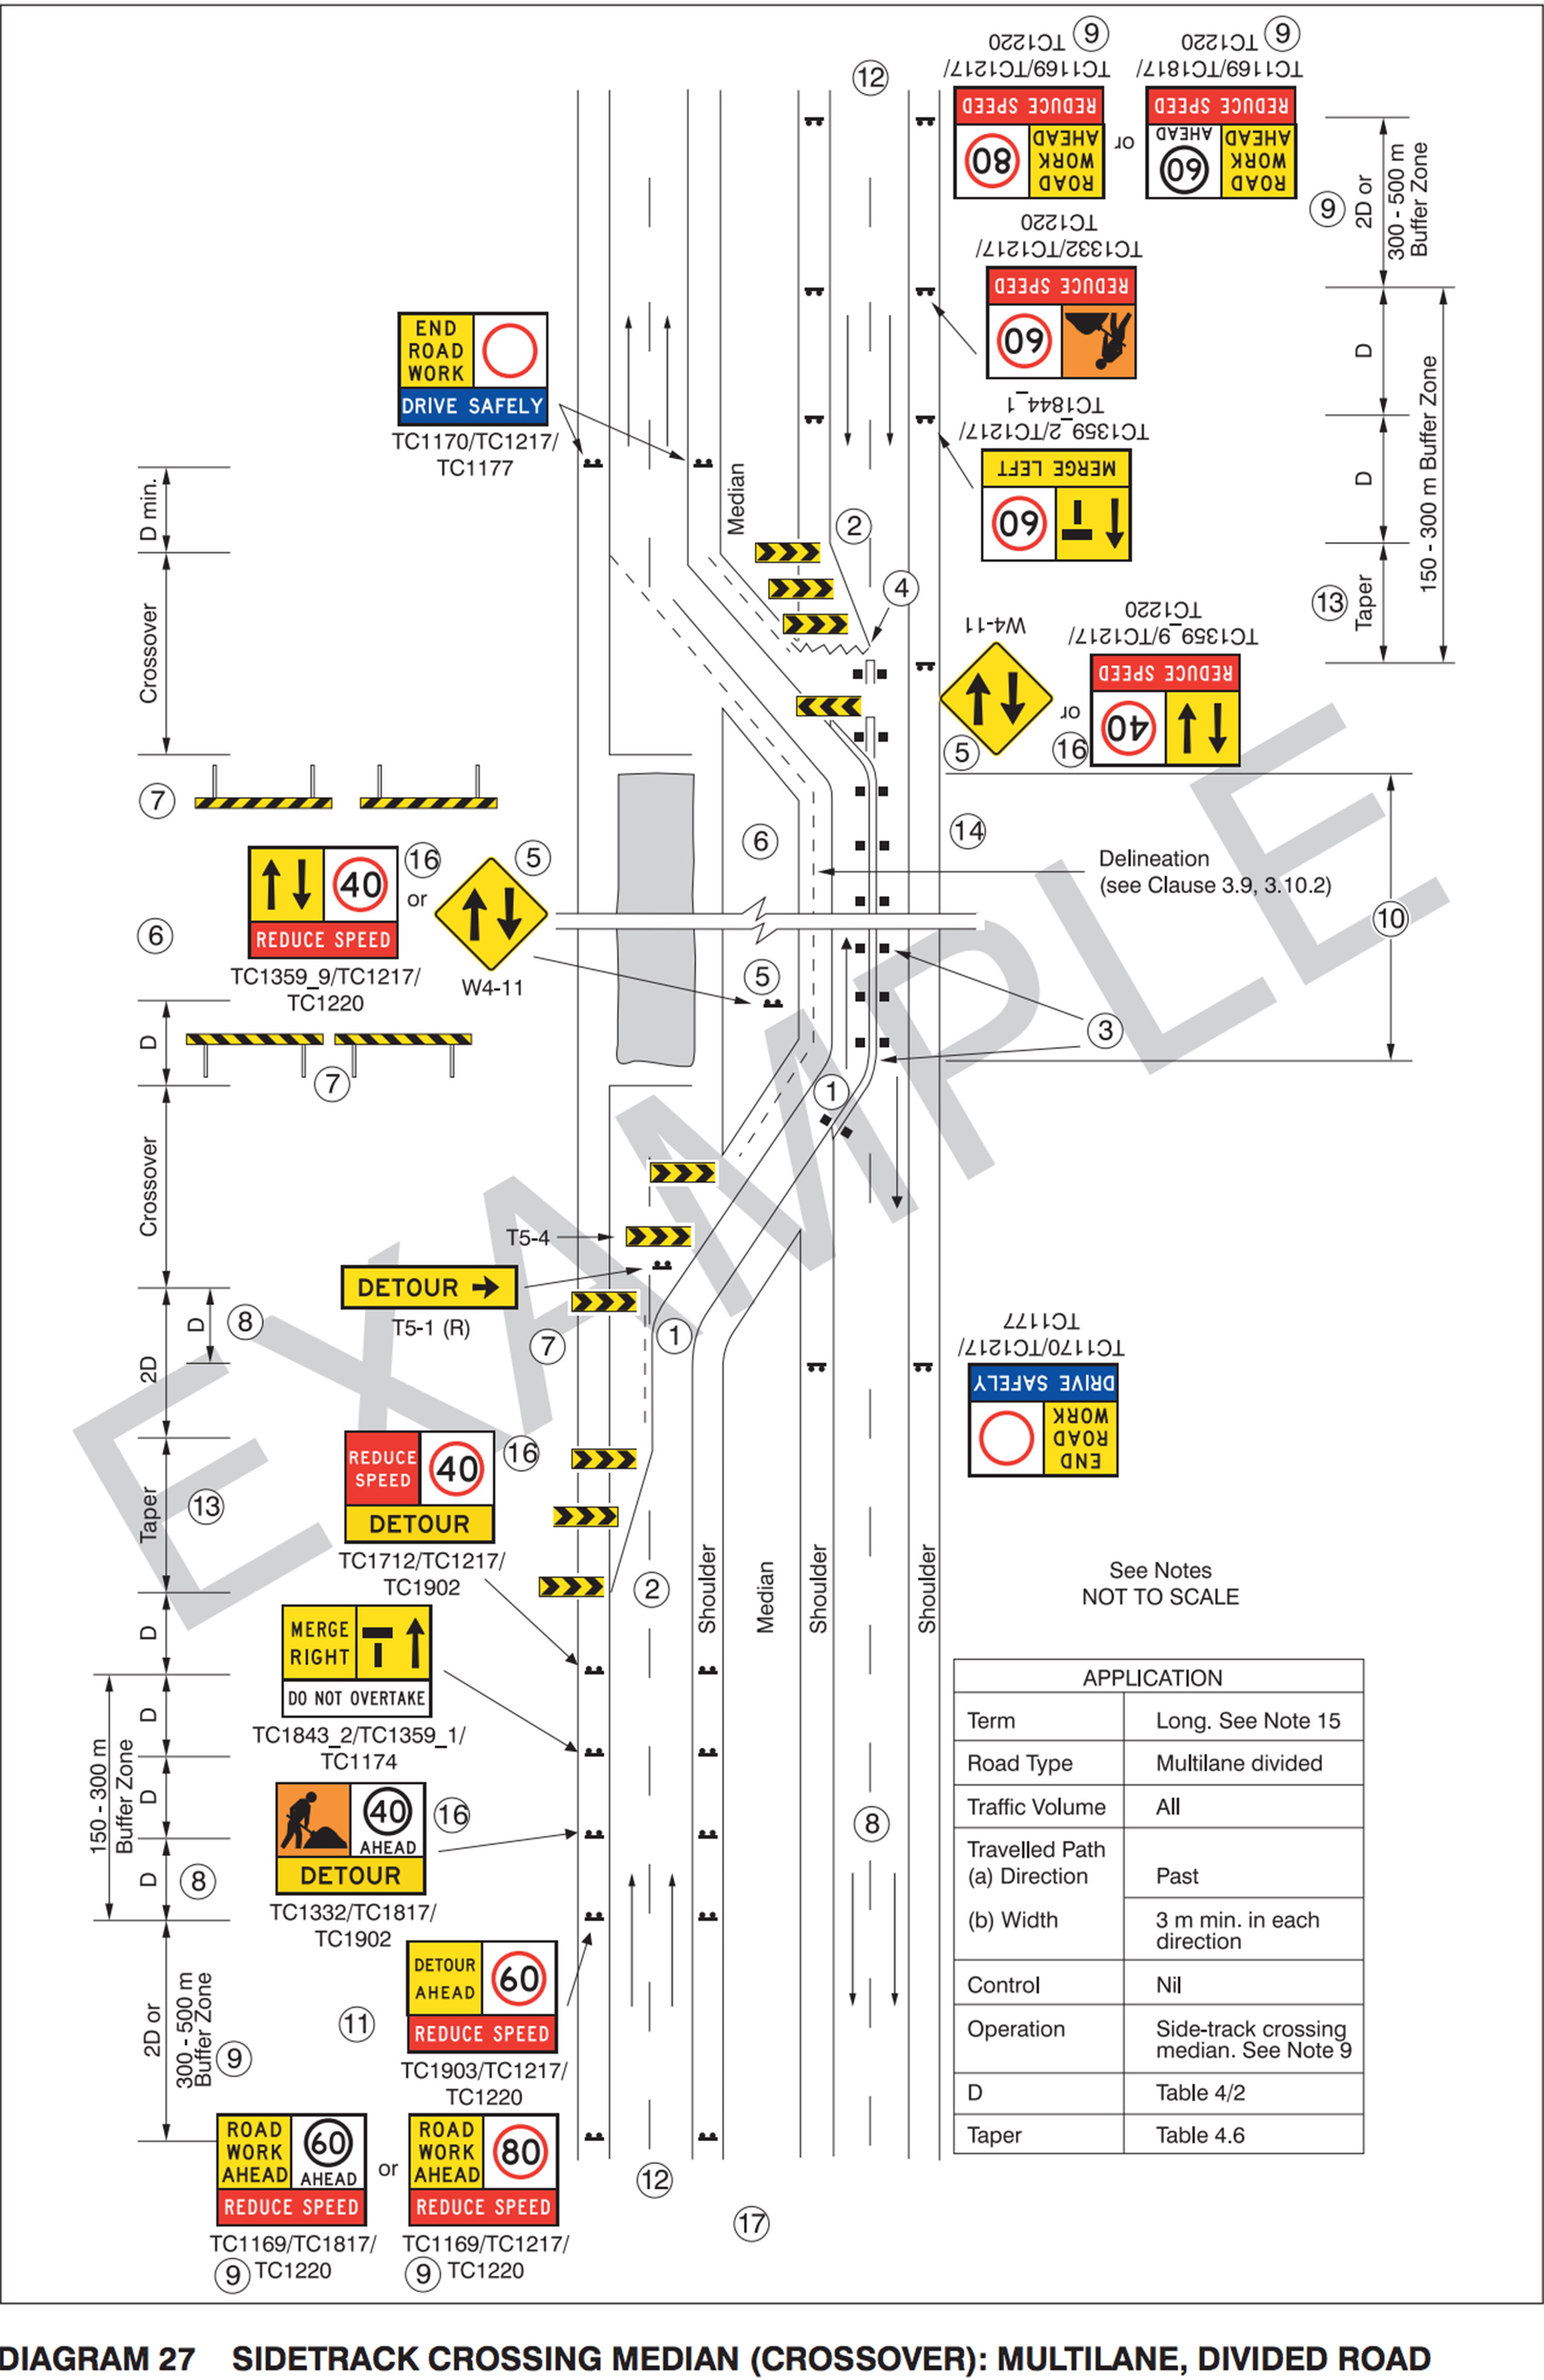 12
TC1169/TC1217/
TC1220
9
ROAD
WORK
AHEAD
80
REDUCE SPEED
or
TC1169/TC1817/
TC1220
9
ROAD
WORK
AHEAD
60
AHEAD
REDUCE SPEED
9
2D or
300 - 500 m
Buffer Zone
TC1332/TC1217/
TC1220
60
REDUCE SPEED
D
END
ROAD
WORK
DRIVE SAFELY
TC1170/TC1217/
TC1177
TC1359_2/TC1217/
TC1844_1
60
MERGE LEFT
D
150 - 300 m Buffer Zone
D min.
Median
2
4
13
Taper
Crossover
W4-11
5
or
16
TC1359_9/TC1217/
TC1220
40
REDUCE SPEED
7
6
14
Delineation
(see Clause 3.9, 3.10.2)
10
40
REDUCE SPEED
16
or
5
TC1359_9/TC1217/
TC1220
W4-11
6
5
D
7
3
1
Crossover
T5-4
DETOUR
T5-1 (R)
D
8
2D
7
1
TC1170/TC1217/
TC1177
END
ROAD
WORK
DRIVE SAFELY
REDUCE
SPEED
40
DETOUR
16
TC1712/TC1217/
TC1902
Taper
13
2
Shoulder
Median
Shoulder
Shoulder
See Notes
NOT TO SCALE
D
MERGE
RIGHT
DO NOT OVERTAKE
TC1843_2/TC1359_1/
TC1174
D
150 - 300 m
Buffer Zone
D
40
AHEAD
DETOUR
16
TC1332/TC1817/
TC1902
D
8
8
DETOUR
AHEAD
60
REDUCE SPEED
11
TC1903/TC1217/
TC1220
2D or
300 - 500 m
Buffer Zone
9
ROAD
WORK
AHEAD
60
AHEAD
REDUCE SPEED
or
ROAD
WORK
AHEAD
80
REDUCE SPEED
TC1169/TC1817/
9 TC1220
TC1169/TC1217/
9 TC1220
12
17
APPLICATION
Term Long. See Note 15
Road Type Multilane divided
Traffic Volume All
Travelled Path
(a) Direction Past
(b) Width 3 m min. in each
direction
Control Nil
Operation Side-track crossing
median. See Note 9
D Table 4/2
Taper Table 4.6
EXAMPLE
DIAGRAM 27 SIDETRACK CROSSING MEDIAN (CROSSOVER): MULTILANE, DIVIDED ROAD